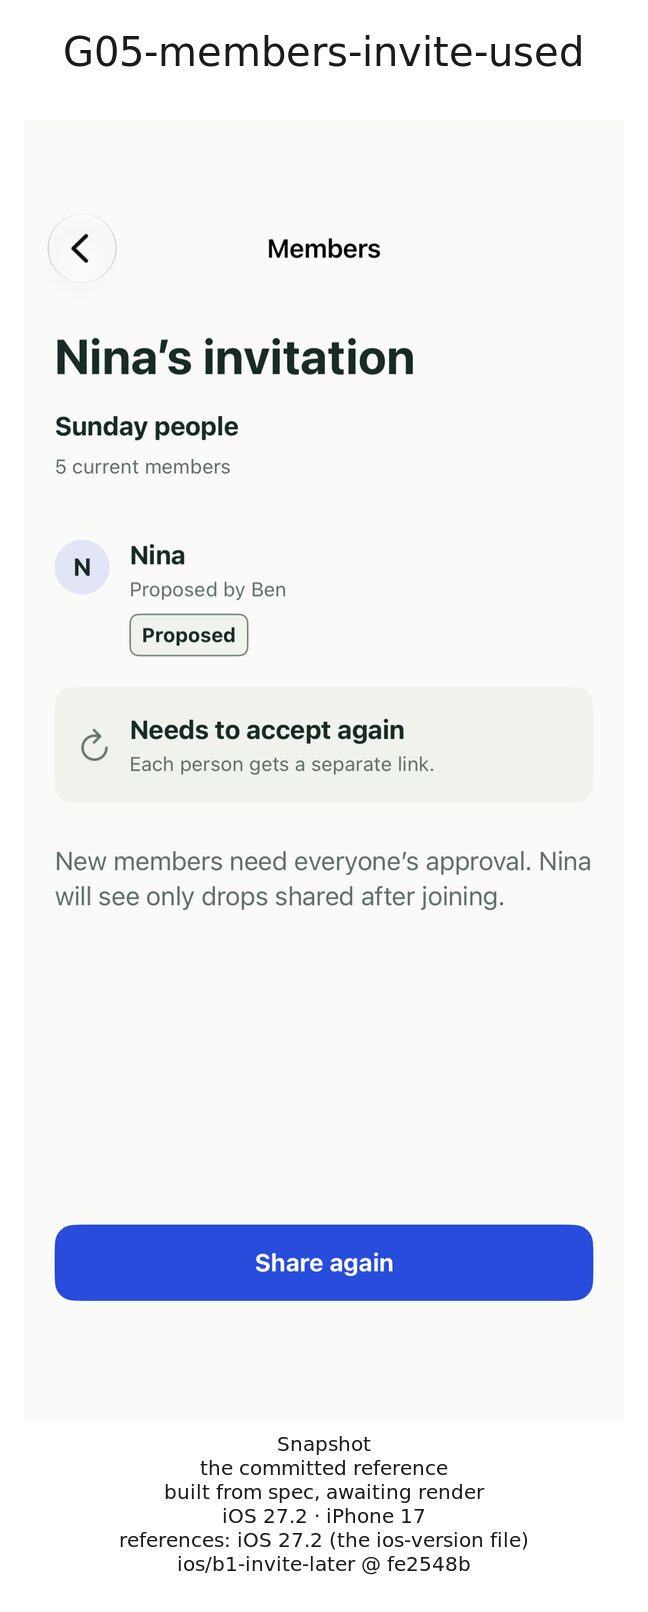 G05-members-invite-used
Members
Nina’s invitation
Sunday people
5 current members
N
Nina
Proposed by Ben
Proposed
Needs to accept again
Each person gets a separate link.
New members need everyone’s approval. Nina
will see only drops shared after joining.
Share again
Snapshot
the committed reference
built from spec, awaiting render
iOS 27.2 · iPhone 17
references: iOS 27.2 (the ios-version file)
ios/b1-invite-later @ fe2548b